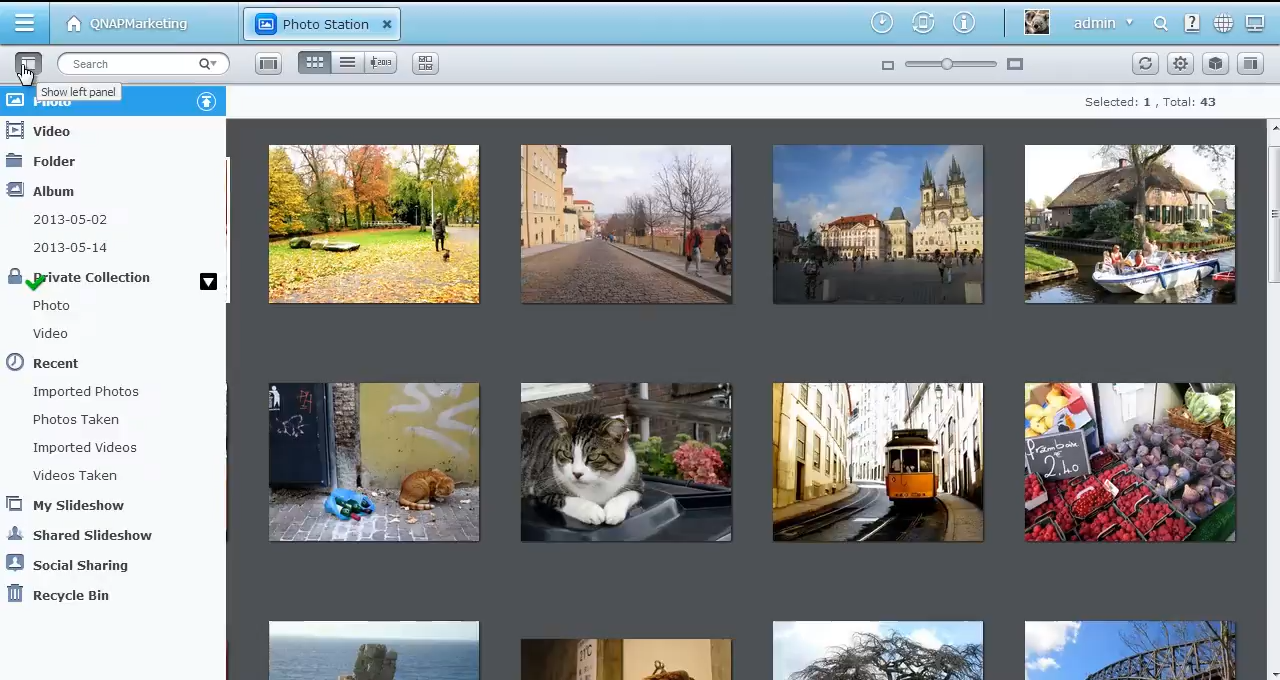 QNAPMarketing
Photo Station
admin
Search
2013
Show left panel
Photo
Selected: 1 , Total: 43
Video
Folder
Album
2013-05-02
2013-05-14
Private Collection
Photo
Video
Recent
Imported Photos
Photos Taken
Imported Videos
Videos Taken
My Slideshow
Shared Slideshow
Social Sharing
Recycle Bin
framboise
2.40